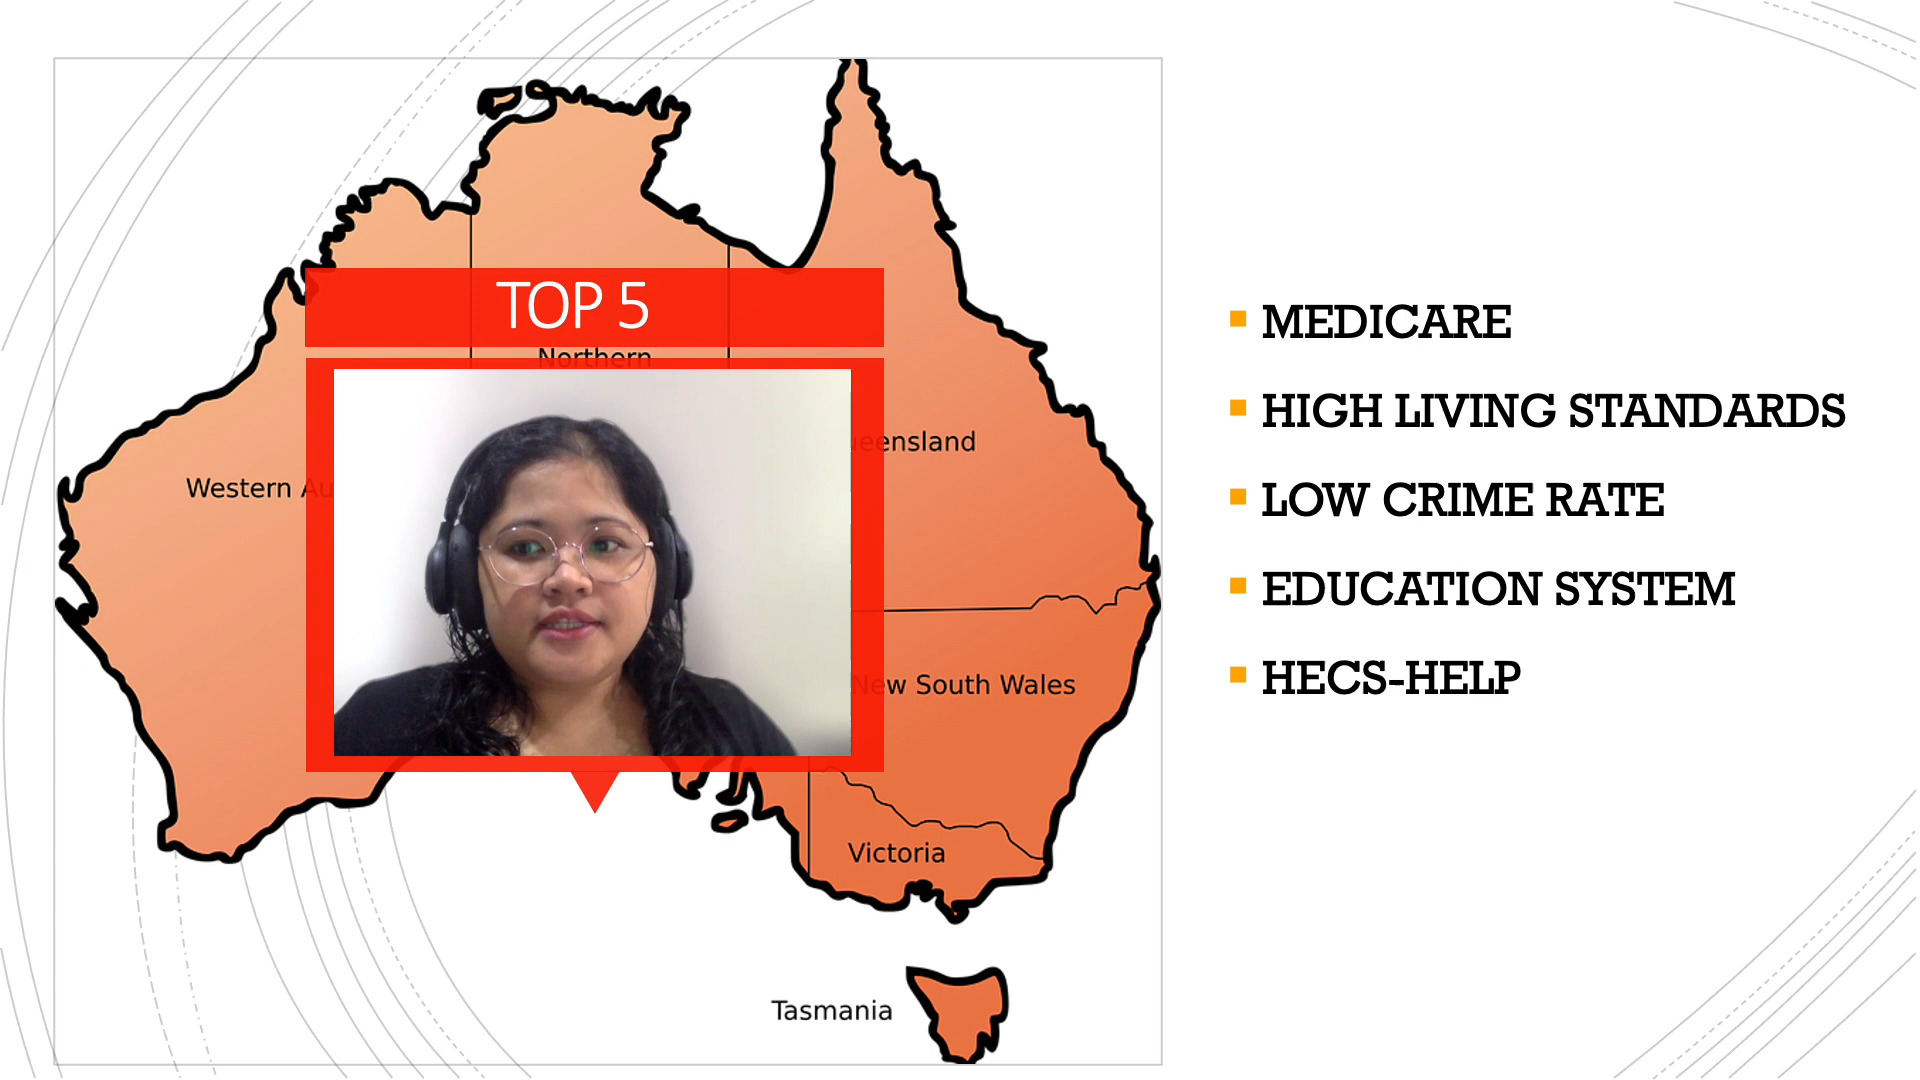 TOP 5
Northern
Western Au
eensland
New South Wales
Victoria
Tasmania
MEDICARE
HIGH LIVING STANDARDS
LOW CRIME RATE
EDUCATION SYSTEM
HECS-HELP